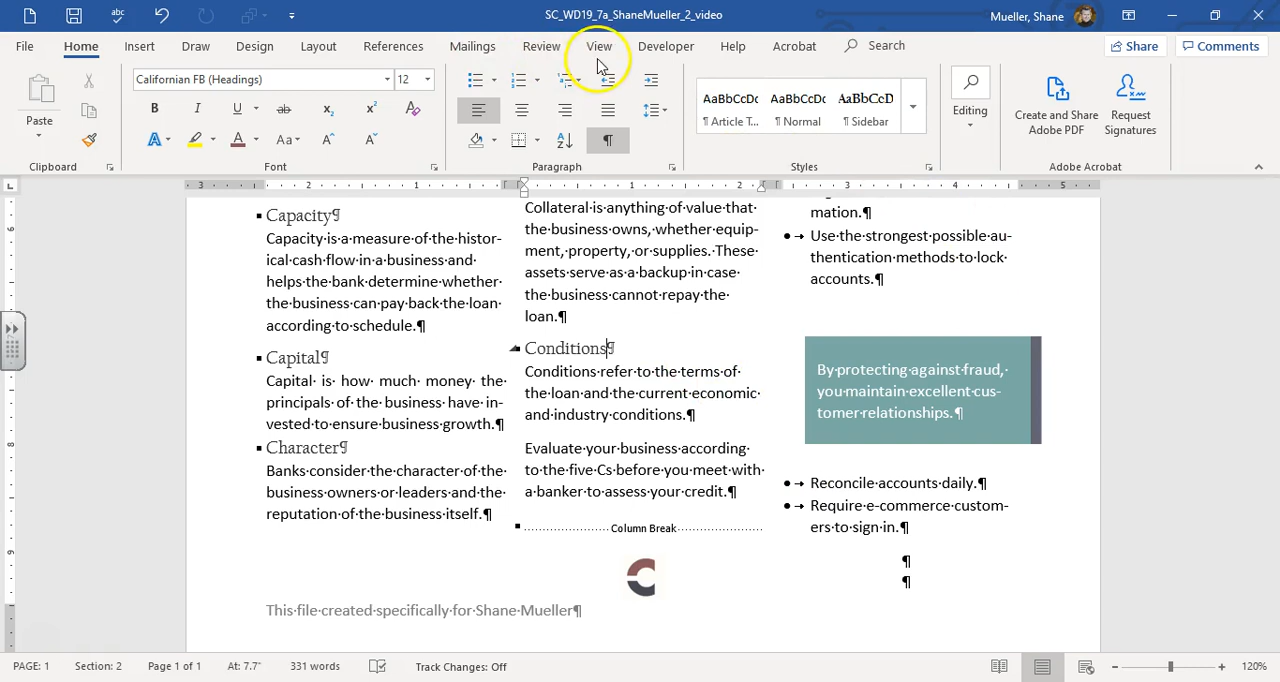 SC_WD19_7a_ShaneMueller_2_video
Mueller, Shane
File Home Insert Draw Design Layout References Mailings Review View Developer Help Acrobat Search Share Comments
Californian FB (Headings) 12
Paste
Clipboard
Font
Paragraph
AaBbCcDc AaBbCcDc AaBbCcD
¶ Article T... ¶ Normal ¶ Sidebar
Styles
Editing
Create and Share Adobe PDF
Request Signatures
Adobe Acrobat
3 2 1 1 2 3 4 5
Capacity¶
Capacity·is·a·measure·of·the·histor-
ical·cash·flow·in·a·business·and·
helps·the·bank·determine·whether·
the·business·can·pay·back·the·loan·
according·to·schedule.¶
Capital¶
Capital· is· how· much· money· the·
principals·of·the·business·have·in-
vested·to·ensure·business·growth.¶
Character¶
Banks·consider·the·character·of·the·
business·owners·or·leaders·and·the·
reputation·of·the·business·itself.¶
Collateral·is·anything·of·value·that·
the·business·owns,·whether·equip-
ment,·property,·or·supplies.·These·
assets·serve·as·a·backup·in·case·
the·business·cannot·repay·the·
loan.¶
Conditions¶
Conditions·refer·to·the·terms·of·
the·loan·and·the·current·economic·
and·industry·conditions.¶
Evaluate·your·business·according·
to·the·five·Cs·before·you·meet·with·
a·banker·to·assess·your·credit.¶
Column Break
mation.¶
Use·the·strongest·possible·au-
thentication·methods·to·lock·
accounts.¶
By·protecting·against·fraud,·
you·maintain·excellent·cus-
tomer·relationships.¶
Reconcile·accounts·daily.¶
Require·e-commerce·custom-
ers·to·sign·in.¶
¶
¶
This·file·created·specifically·for·Shane·Mueller¶
PAGE: 1 Section: 2 Page 1 of 1 At: 7.7" 331 words Track Changes: Off 120%